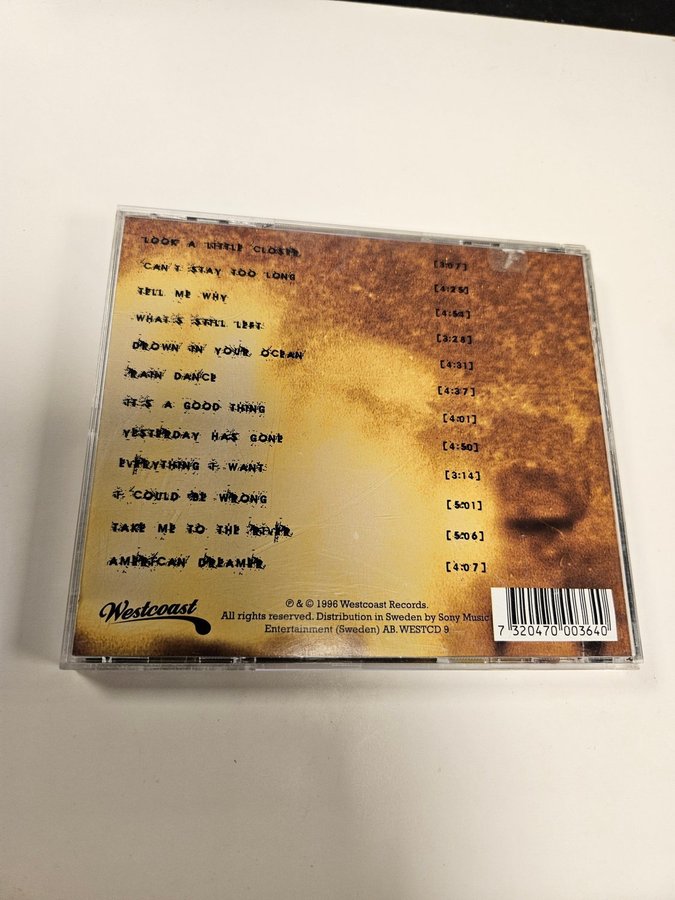 LOOK A LITTLE CLOSER [3:07]
CAN'T STAY TOO LONG [4:25]
TELL ME WHY [4:54]
WHAT'S STILL LEFT [3:28]
DROWN IN YOUR OCEAN [4:31]
RAIN DANCE [4:37]
IT'S A GOOD THING [4:01]
YESTERDAY HAS GONE [4:50]
EVERYTHING I WANT [3:14]
I COULD BE WRONG [5:01]
TAKE ME TO THE RIVER [5:06]
AMERICAN DREAMER [4:07]
Westcoast
℗ & © 1996 Westcoast Records.
All rights reserved. Distribution in Sweden by Sony Music
Entertainment (Sweden) AB. WESTCD 9
7 320470 003640